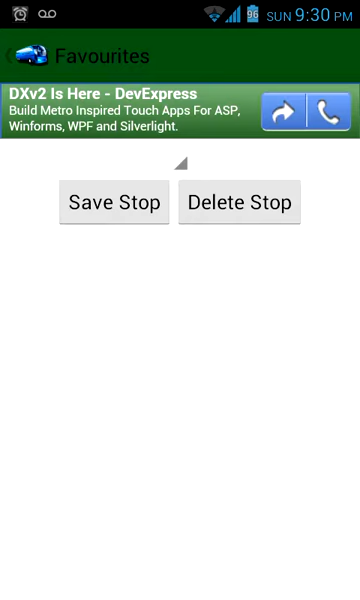 96 SUN 9:30 PM
Favourites
DXv2 Is Here - DevExpress
Build Metro Inspired Touch Apps For ASP,
Winforms, WPF and Silverlight.
Save Stop Delete Stop